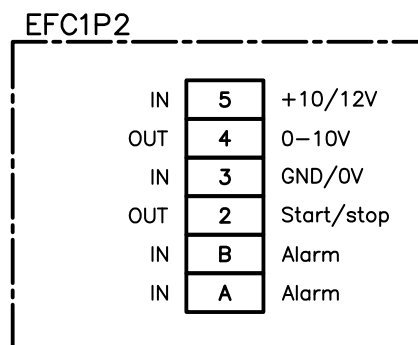 EFC1P2
IN 5 +10/12V
OUT 4 0-10V
IN 3 GND/0V
OUT 2 Start/stop
IN B Alarm
IN A Alarm